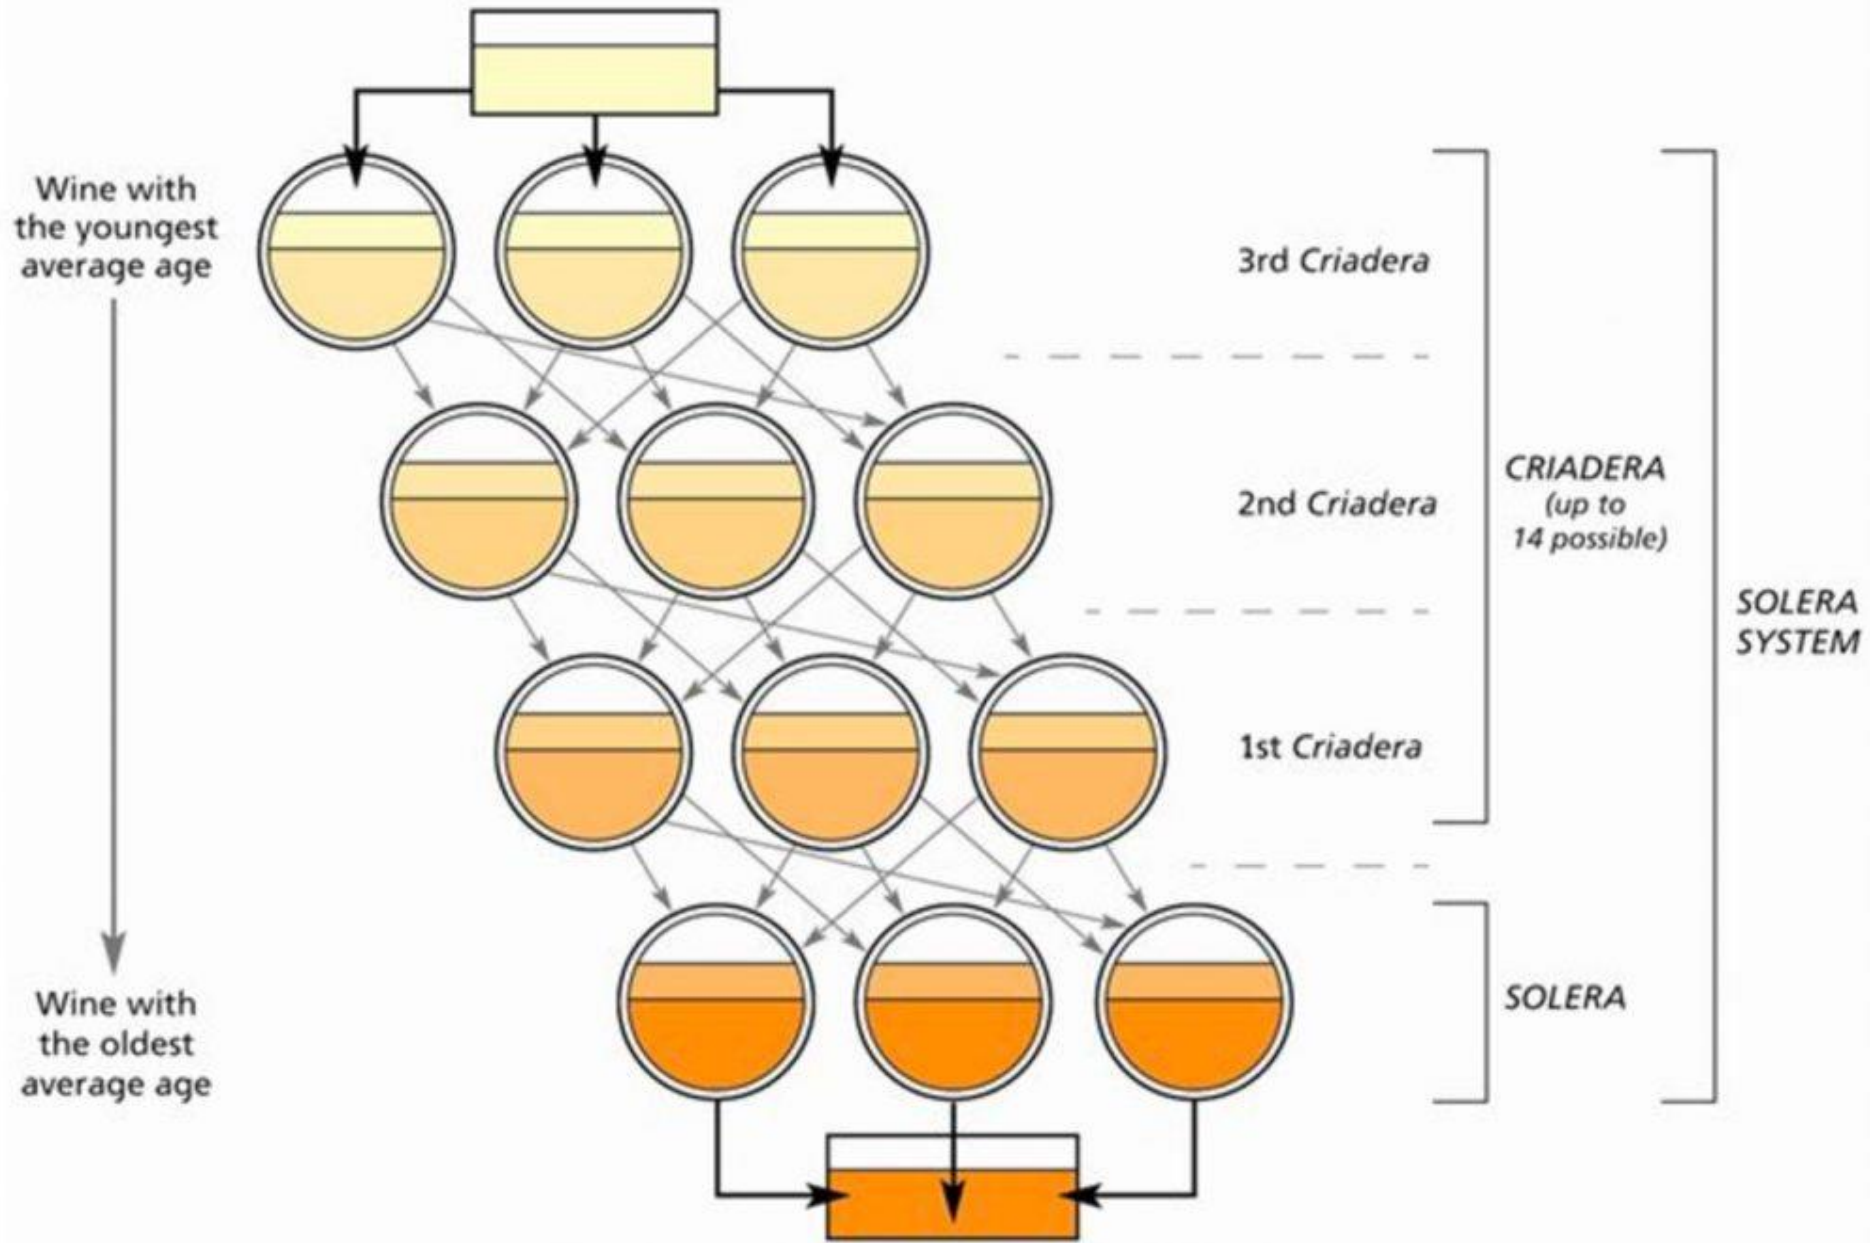 Wine with
the youngest
average age
3rd Criadera
2nd Criadera
CRIADERA
(up to
14 possible)
SOLERA
SYSTEM
1st Criadera
Wine with
the oldest
average age
SOLERA